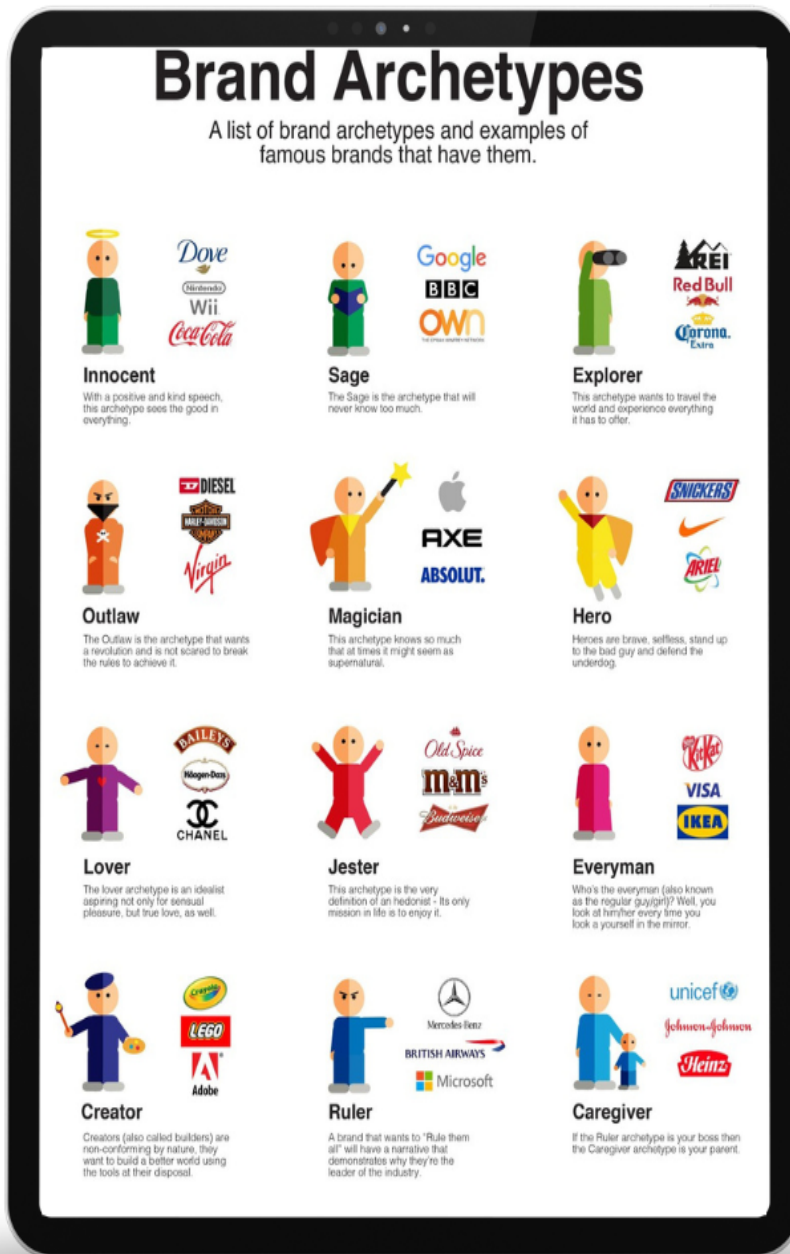 Brand Archetypes
A list of brand archetypes and examples of
famous brands that have them.
Dove
Nintendo
Wii
Coca-Cola
Innocent
With a positive and kind speech,
this archetype sees the good in
everything.
Google
BBC
OWN
THE OPRAH WINFREY NETWORK
Sage
The Sage is the archetype that will
never know too much.
REI
Red Bull
Corona.
Extra
Explorer
This archetype wants to travel the
world and experience everything
it has to offer.
DIESEL
MOTOR
HARLEY-DAVIDSON
Virgin
Outlaw
The Outlaw is the archetype that wants
a revolution and is not scared to break
the rules to achieve it.
AXE
ABSOLUT.
Magician
This archetype knows so much
that at times it might seem as
supernatural.
SNICKERS
ARIEL
Hero
Heroes are brave, selfless, stand up
to the bad guy and defend the
underdog.
BAILEYS
Häagen-Dazs
CHANEL
Lover
The lover archetype is an idealist
aspiring not only for sensual
pleasure, but true love, as well.
Old Spice
m&m's
Budweiser
Jester
This archetype is the very
definition of an hedonist - Its only
mission in life is to enjoy it.
KitKat
VISA
IKEA
Everyman
Who's the everyman (also known
as the regular guy/girl)? Well, you
look at him/her every time you
look a yourself in the mirror.
Crayola
LEGO
Adobe
Creator
Creators (also called builders) are
non-conforming by nature, they
want to build a better world using
the tools at their disposal.
Mercedes-Benz
BRITISH AIRWAYS
Microsoft
Ruler
A brand that wants to "Rule them
all" will have a narrative that
demonstrates why they're the
leader of the industry.
unicef
Johnson&Johnson
Heinz
Caregiver
If the Ruler archetype is your boss then
the Caregiver archetype is your parent.